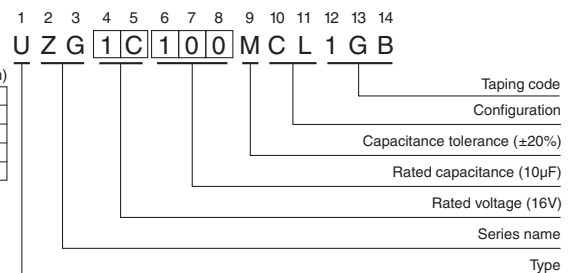 1 2 3 4 5 6 7 8 9 10 11 12 13 14
U Z G 1 C 1 0 0 M C L 1 G B
)
Taping code
Configuration
Capacitance tolerance (±20%)
Rated capacitance (10µF)
Rated voltage (16V)
Series name
Type